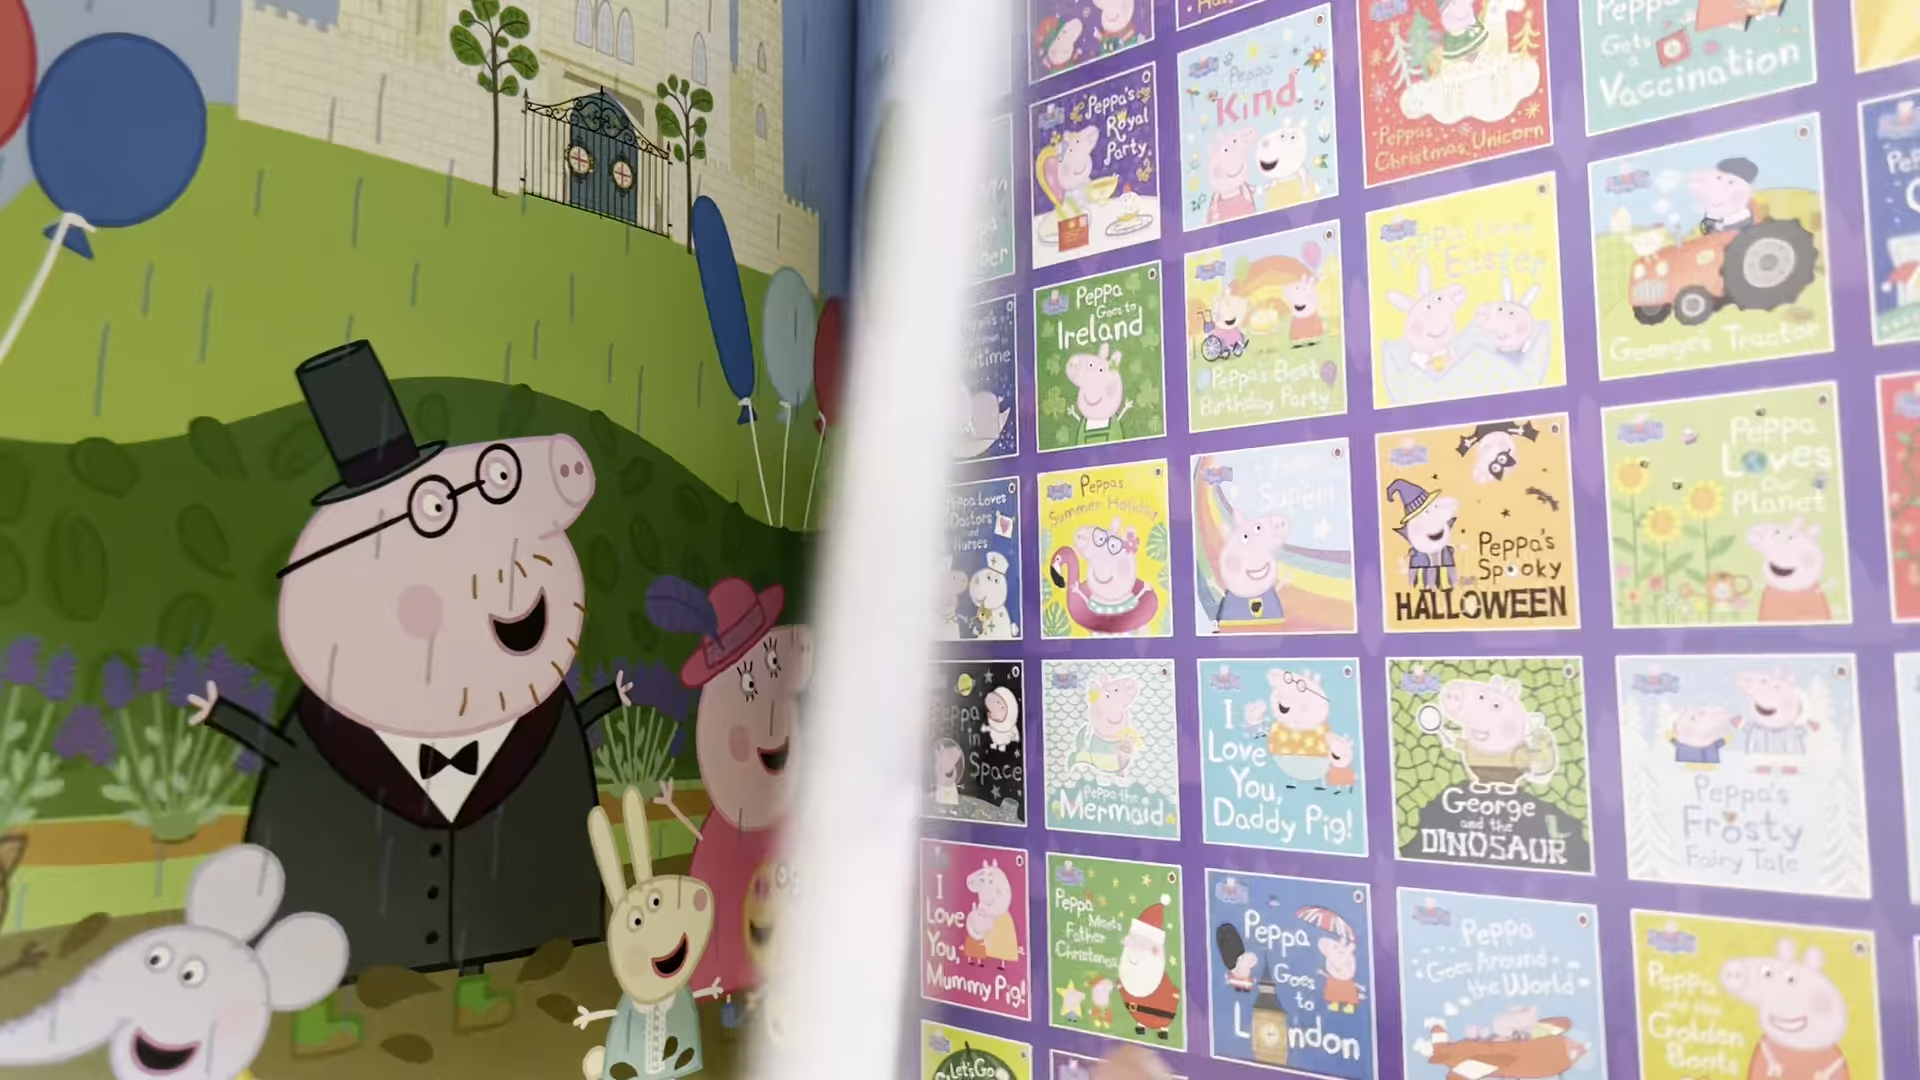 Peppa's
Royal
Party
Peppa
Kind
Peppa's
Christmas Unicorn
Peppa
Gets
a
Vaccination
Peppa
Goes to
Ireland
Peppa's Best
Birthday Party
Easter
George's Tractor
Peppa Loves
Doctors
and
Nurses
Peppa's
Summer Holiday
Super!
Peppa's
Spooky
HALLOWEEN
Peppa
Loves
Our
Planet
Peppa
in
Space
Peppa the
Mermaid
I
Love
You,
Daddy Pig!
George
and the
DINOSAUR
Peppa's
Frosty
Fairy Tale
I
Love
You,
Mummy Pig!
Peppa
Meets
Father
Christmas
Peppa
Goes
to
London
Peppa
Goes Around
the World
Peppa
and the
Golden
Boots
Let's Go